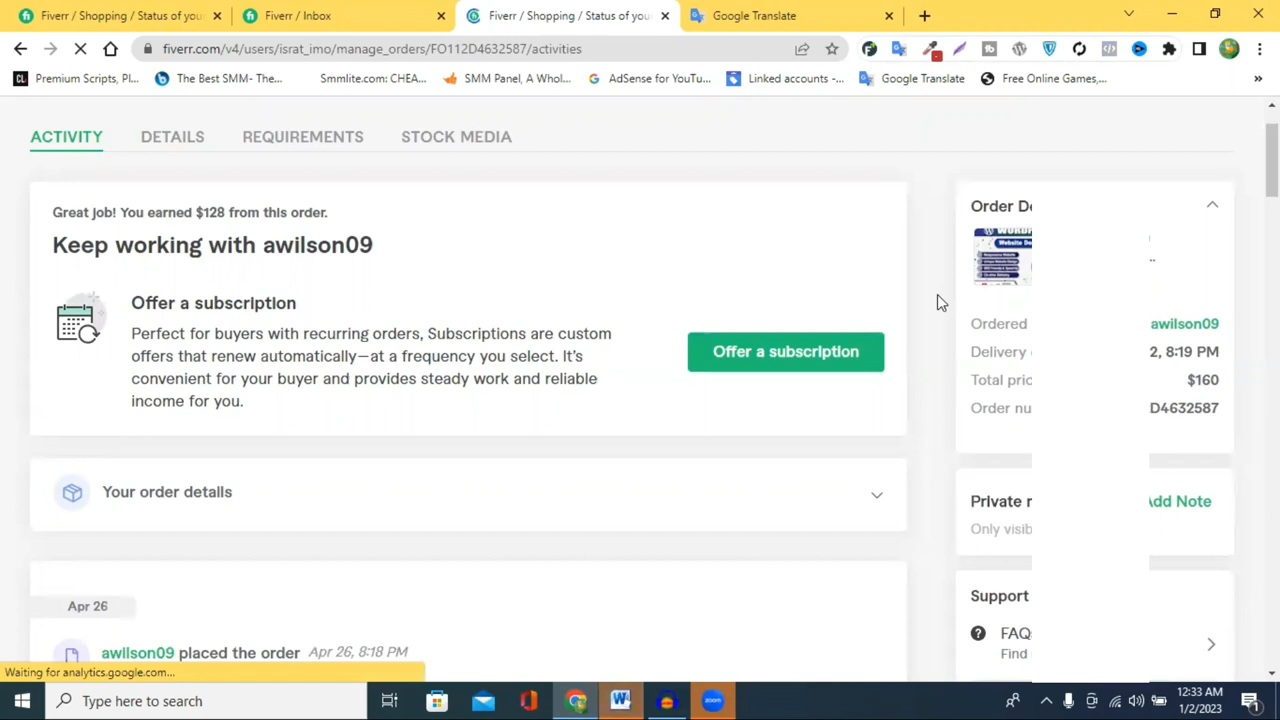 Fiverr / Shopping / Status of your
Fiverr / Inbox
Fiverr / Shopping / Status of you
Google Translate
fiverr.com/v4/users/israt_imo/manage_orders/FO112D4632587/activities
Premium Scripts, Pl...
The Best SMM- The...
Smmlite.com: CHEA...
SMM Panel, A Whol...
AdSense for YouTu...
Linked accounts -...
Google Translate
Free Online Games,...
ACTIVITY
DETAILS
REQUIREMENTS
STOCK MEDIA
Great job! You earned $128 from this order.
Keep working with awilson09
Offer a subscription
Perfect for buyers with recurring orders, Subscriptions are custom
offers that renew automatically—at a frequency you select. It's
convenient for your buyer and provides steady work and reliable
income for you.
Offer a subscription
Your order details
Apr 26
awilson09 placed the order Apr 26, 8:18 PM
Order De
Ordered awilson09
Delivery 2, 8:19 PM
Total pric $160
Order nu D4632587
Private n Add Note
Only visib
Support
FAQ
Find
Waiting for analytics.google.com...
Type here to search
zoom
12:33 AM
1/2/2023